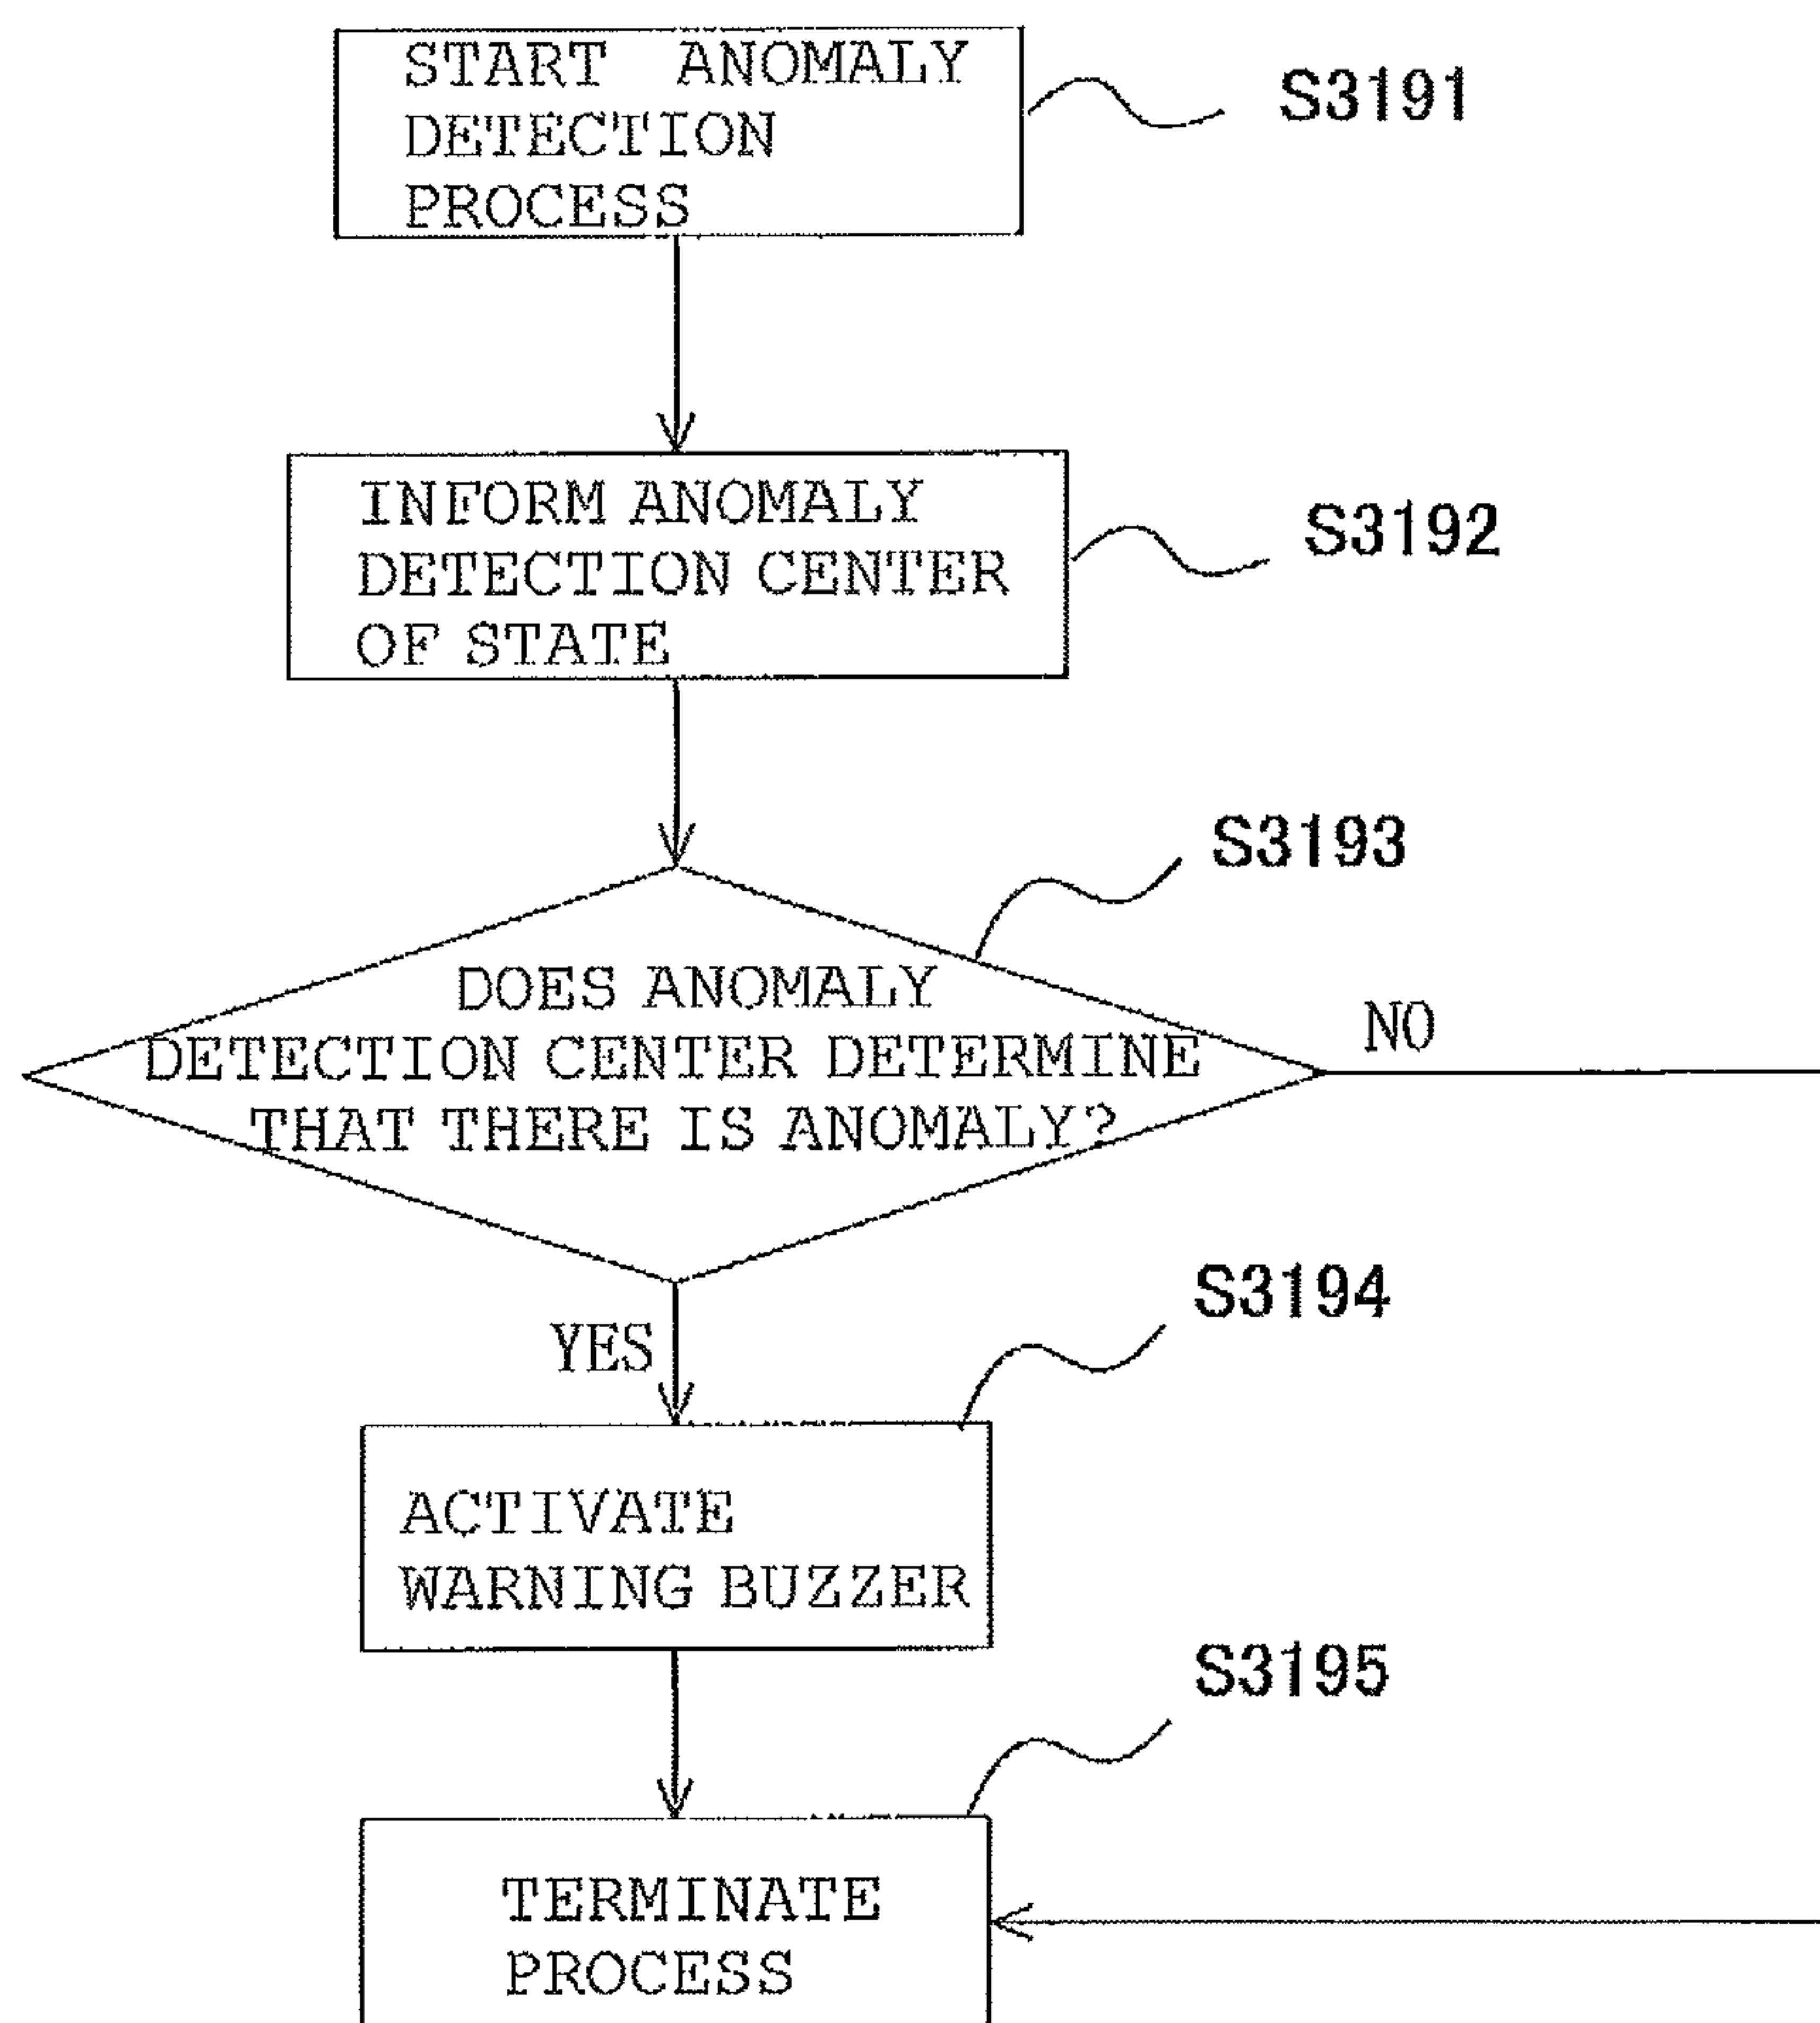 START ANOMALY
DETECTION
PROCESS
S3191
INFORM ANOMALY
DETECTION CENTER
OF STATE
S3192
S3193
DOES ANOMALY
DETECTION CENTER DETERMINE
THAT THERE IS ANOMALY?
NO
YES
S3194
ACTIVATE
WARNING BUZZER
S3195
TERMINATE
PROCESS